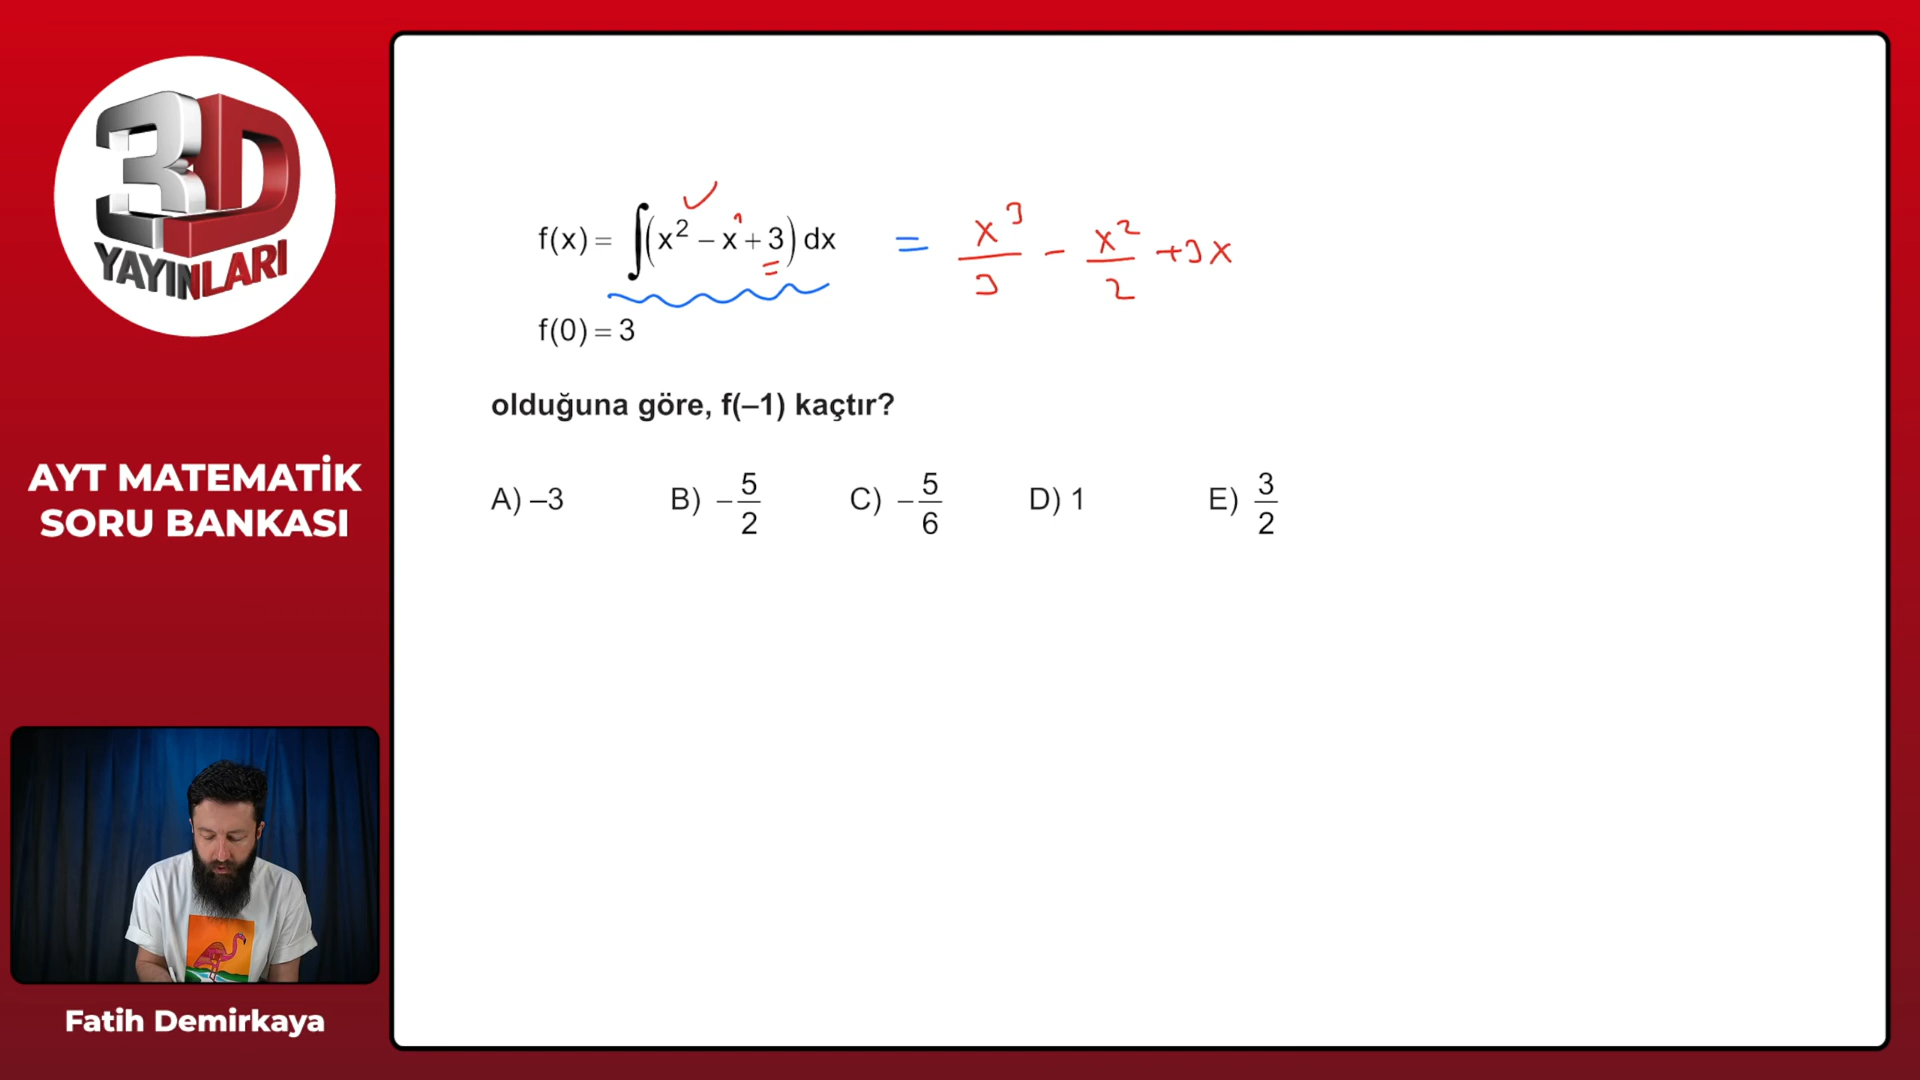 3D
YAYINLARI
AYT MATEMATİK
SORU BANKASI
Fatih Demirkaya
f(x) = ∫(x² – x + 3) dx = x³/3 - x²/2 + 3x
f(0) = 3
olduğuna göre, f(–1) kaçtır?
A) –3 B) –5/2 C) –5/6 D) 1 E) 3/2